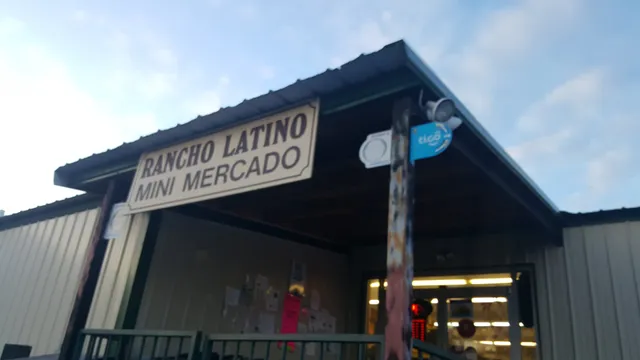 RANCHO LATINO
MINI MERCADO
tigo